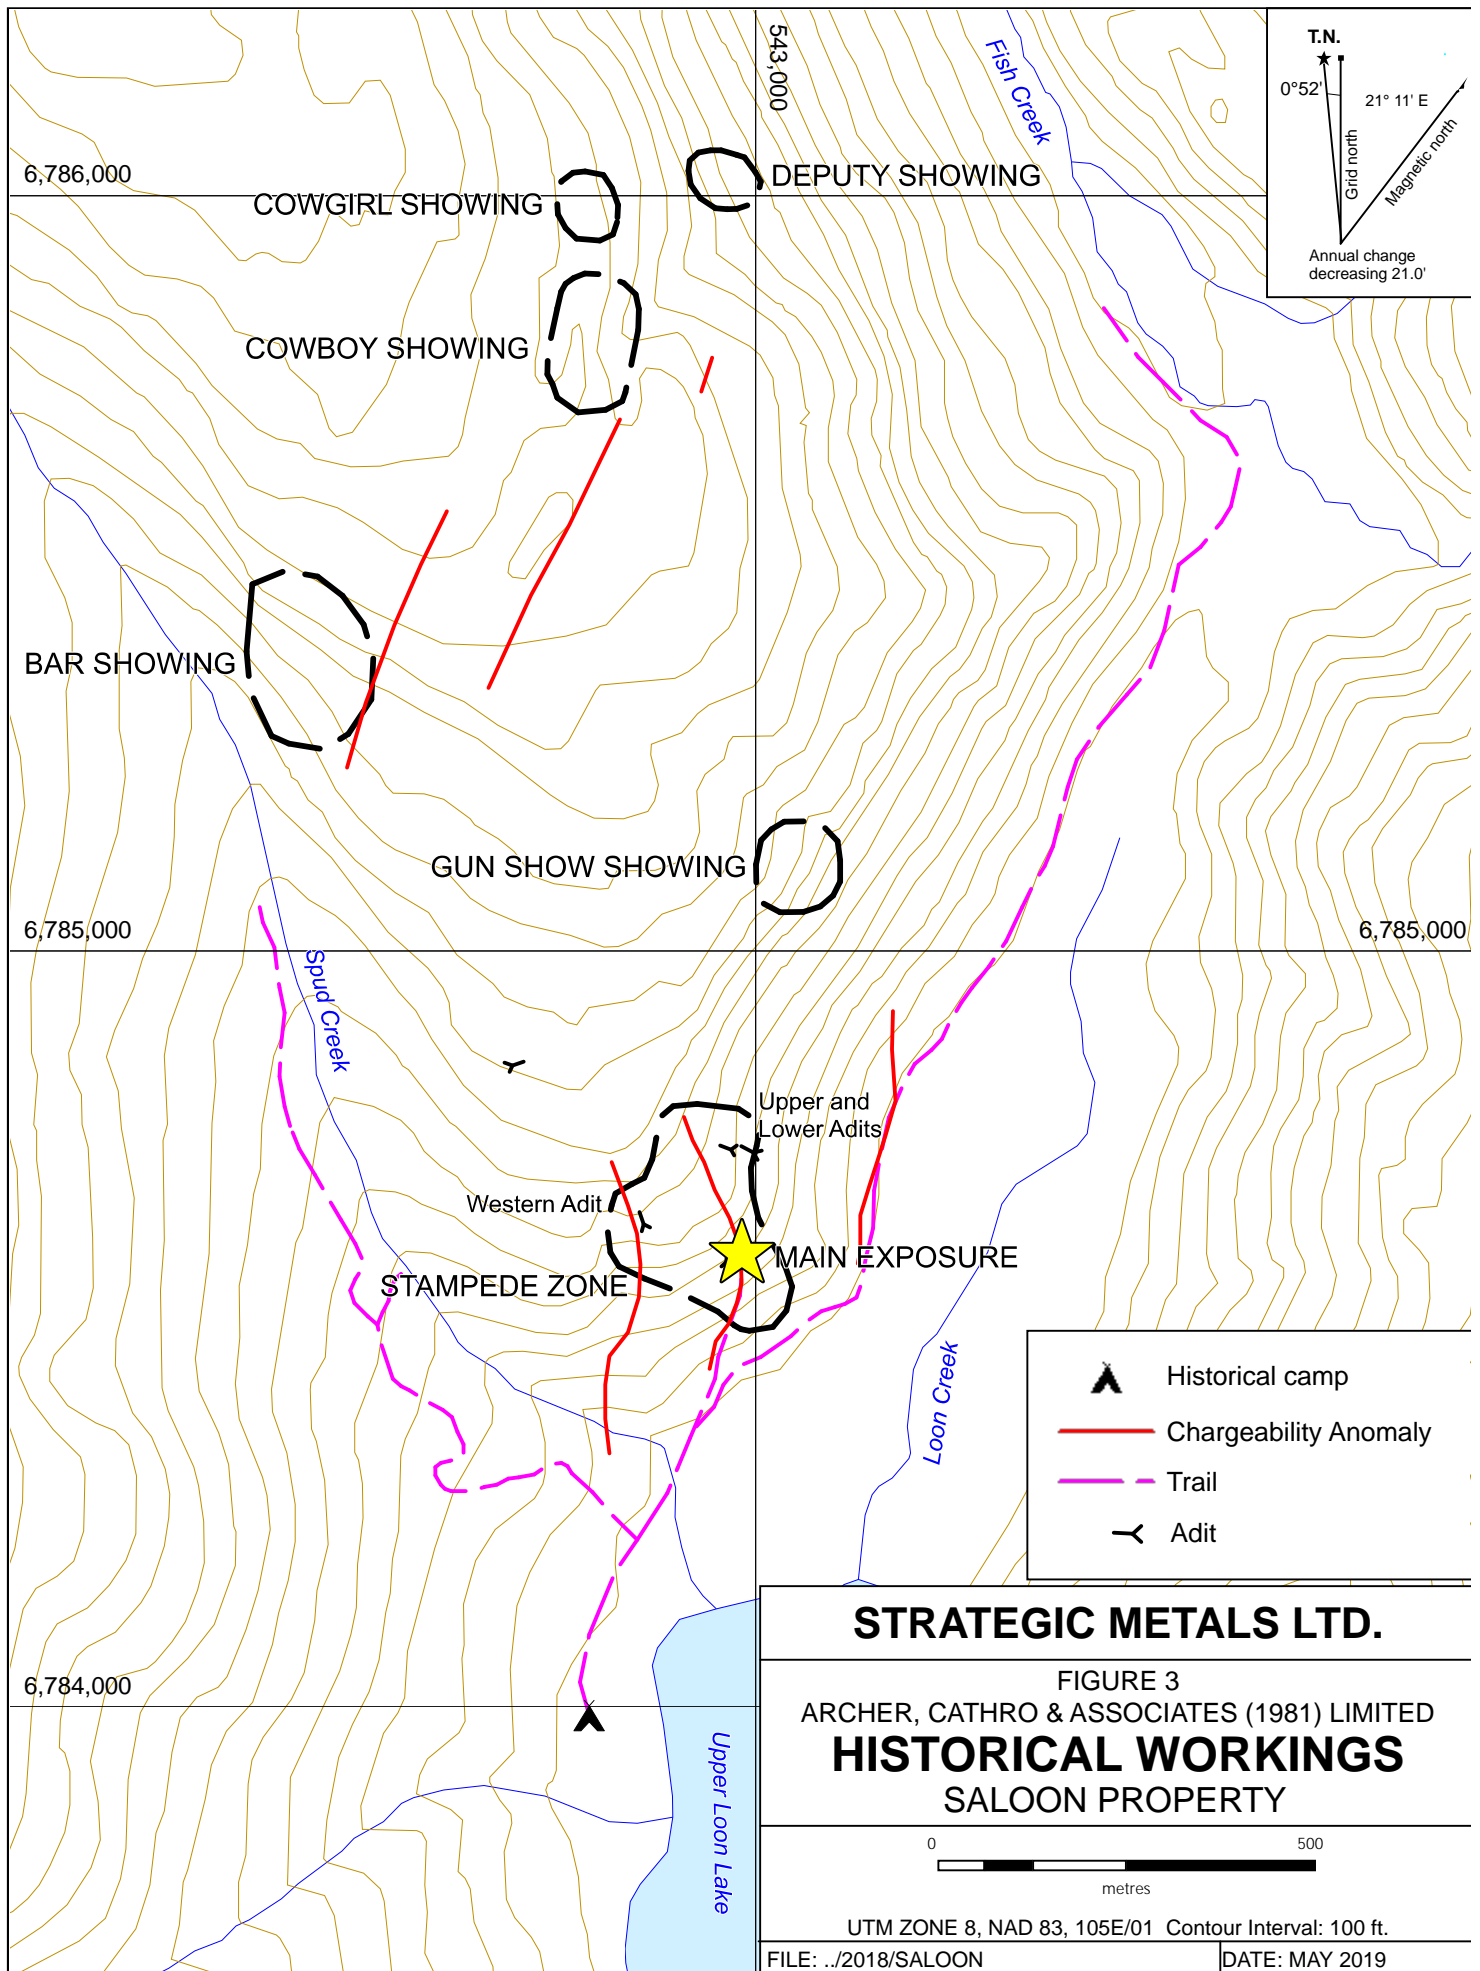 543,000
Fish Creek
T.N.
0°52'
21° 11' E
Grid north
Magnetic north
Annual change
decreasing 21.0'
6,786,000
DEPUTY SHOWING
COWGIRL SHOWING
COWBOY SHOWING
BAR SHOWING
GUN SHOW SHOWING
6,785,000
6,785,000
Spud Creek
Upper and
Lower Adits
Western Adit
MAIN EXPOSURE
STAMPEDE ZONE
Loon Creek
Historical camp
Chargeability Anomaly
Trail
Adit
6,784,000
Upper Loon Lake
STRATEGIC METALS LTD.
FIGURE 3
ARCHER, CATHRO & ASSOCIATES (1981) LIMITED
HISTORICAL WORKINGS
SALOON PROPERTY
0 500
metres
UTM ZONE 8, NAD 83, 105E/01 Contour Interval: 100 ft.
FILE: ../2018/SALOON DATE: MAY 2019